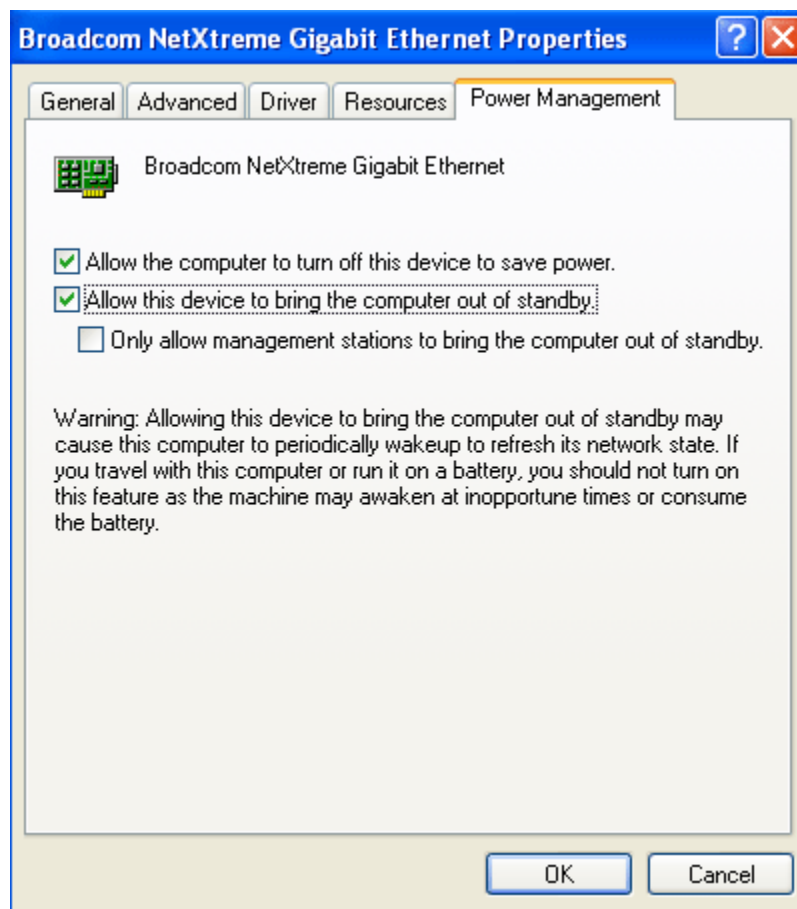 Broadcom NetXtreme Gigabit Ethernet Properties
General Advanced Driver Resources Power Management
Broadcom NetXtreme Gigabit Ethernet
Allow the computer to turn off this device to save power.
Allow this device to bring the computer out of standby.
Only allow management stations to bring the computer out of standby.
Warning: Allowing this device to bring the computer out of standby may
cause this computer to periodically wakeup to refresh its network state. If
you travel with this computer or run it on a battery, you should not turn on
this feature as the machine may awaken at inopportune times or consume
the battery.
OK Cancel